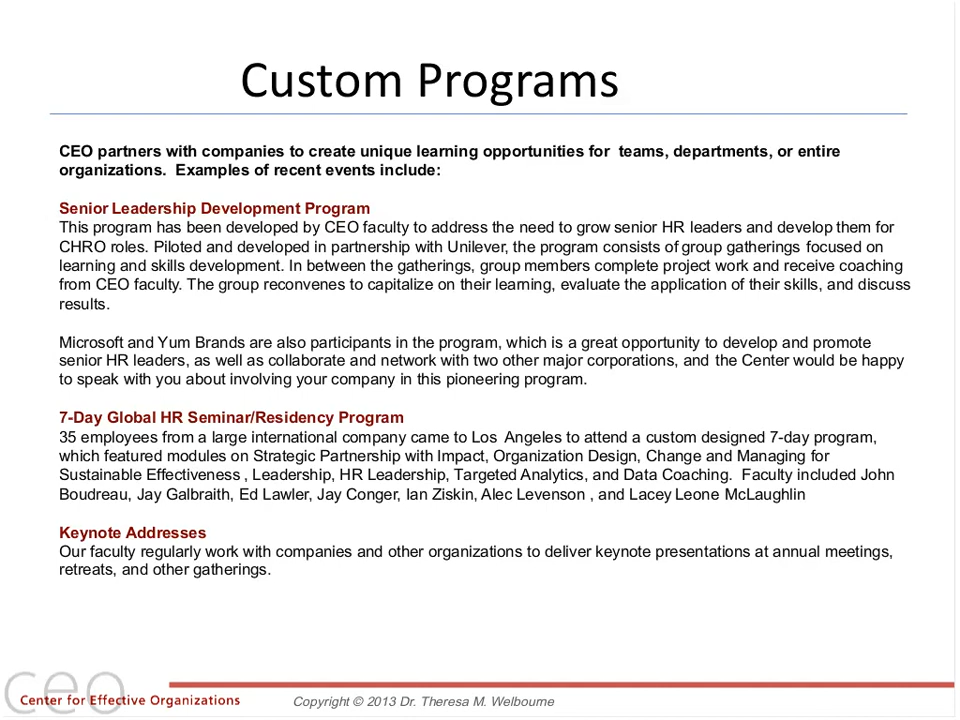 Custom Programs
CEO partners with companies to create unique learning opportunities for teams, departments, or entire
organizations. Examples of recent events include:
Senior Leadership Development Program
This program has been developed by CEO faculty to address the need to grow senior HR leaders and develop them for
CHRO roles. Piloted and developed in partnership with Unilever, the program consists of group gatherings focused on
learning and skills development. In between the gatherings, group members complete project work and receive coaching
from CEO faculty. The group reconvenes to capitalize on their learning, evaluate the application of their skills, and discuss
results.
Microsoft and Yum Brands are also participants in the program, which is a great opportunity to develop and promote
senior HR leaders, as well as collaborate and network with two other major corporations, and the Center would be happy
to speak with you about involving your company in this pioneering program.
7-Day Global HR Seminar/Residency Program
35 employees from a large international company came to Los Angeles to attend a custom designed 7-day program,
which featured modules on Strategic Partnership with Impact, Organization Design, Change and Managing for
Sustainable Effectiveness , Leadership, HR Leadership, Targeted Analytics, and Data Coaching. Faculty included John
Boudreau, Jay Galbraith, Ed Lawler, Jay Conger, Ian Ziskin, Alec Levenson , and Lacey Leone McLaughlin
Keynote Addresses
Our faculty regularly work with companies and other organizations to deliver keynote presentations at annual meetings,
retreats, and other gatherings.
ceo
Center for Effective Organizations
Copyright © 2013 Dr. Theresa M. Welbourne